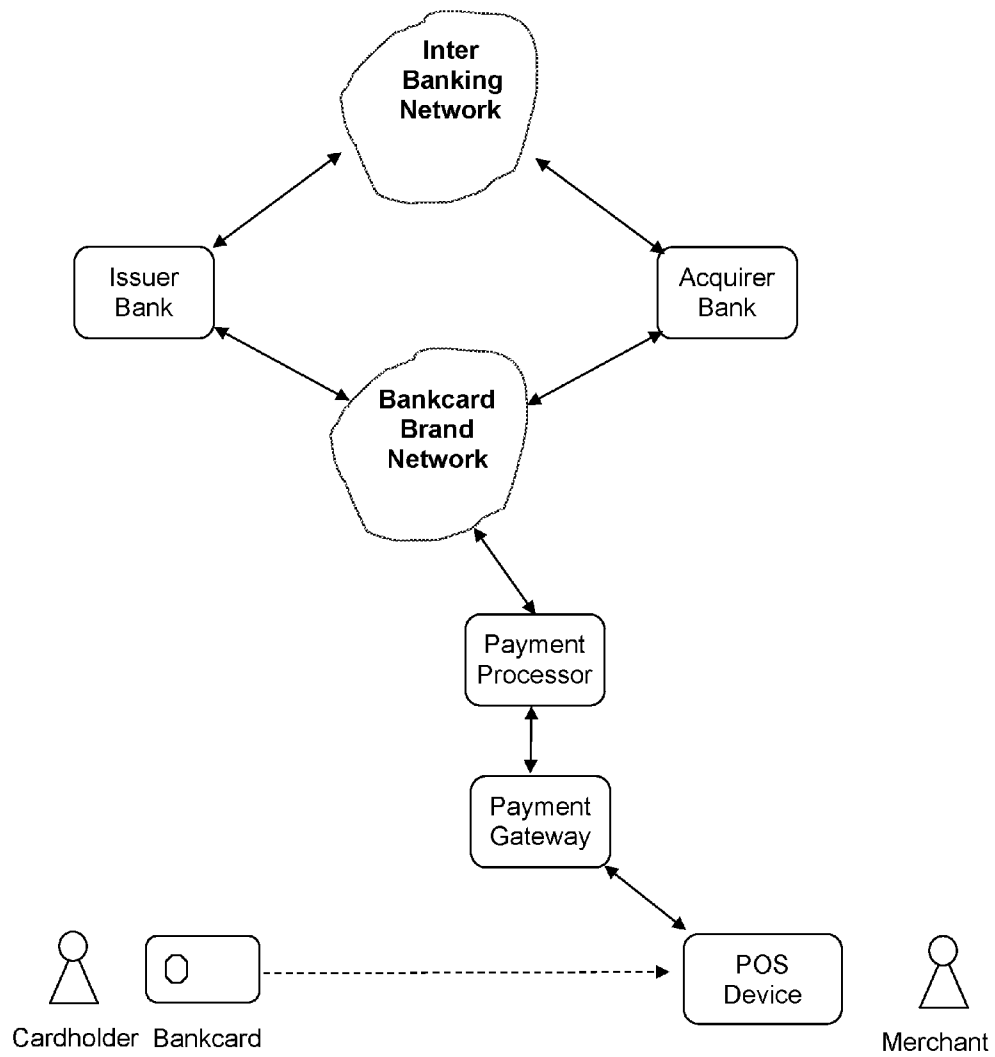 Inter
Banking
Network
Issuer
Bank
Acquirer
Bank
Bankcard
Brand
Network
Payment
Processor
Payment
Gateway
POS
Device
Cardholder Bankcard
Merchant